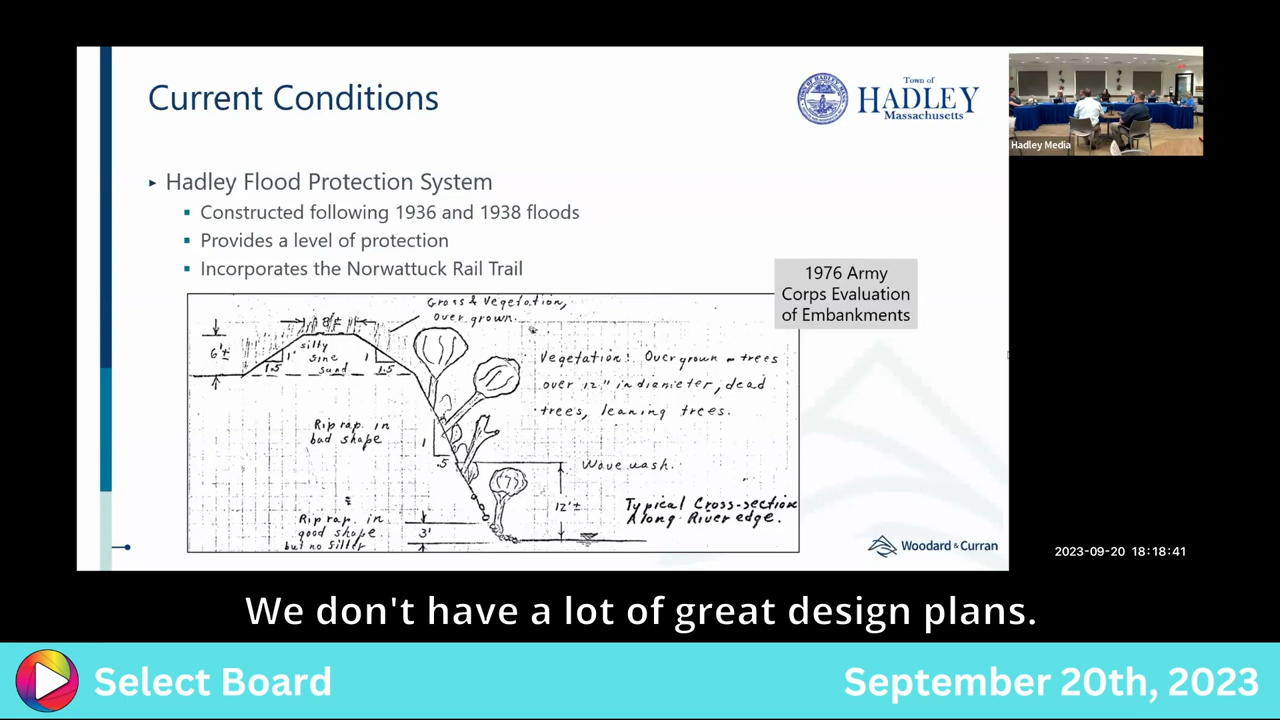 Current Conditions
Town of
HADLEY
Massachusetts
Hadley Media
▸ Hadley Flood Protection System
▪ Constructed following 1936 and 1938 floods
▪ Provides a level of protection
▪ Incorporates the Norwattuck Rail Trail
1976 Army
Corps Evaluation
of Embankments
Grass & Vegetation,
over grown.
8'±
6'±
silty
fine
sand
1
1.5
1
1.5
Vegetation: Over grown - trees
over 12" in diameter, dead
trees, leaning trees.
Rip rap. in
bad shape
1
.5
Wave wash.
12'±
Typical Cross-section
Along River edge.
Rip rap. in
good shape.
but no filter.
3'
Woodard & Curran
2023-09-20 18:18:41
We don't have a lot of great design plans.
Select Board
September 20th, 2023